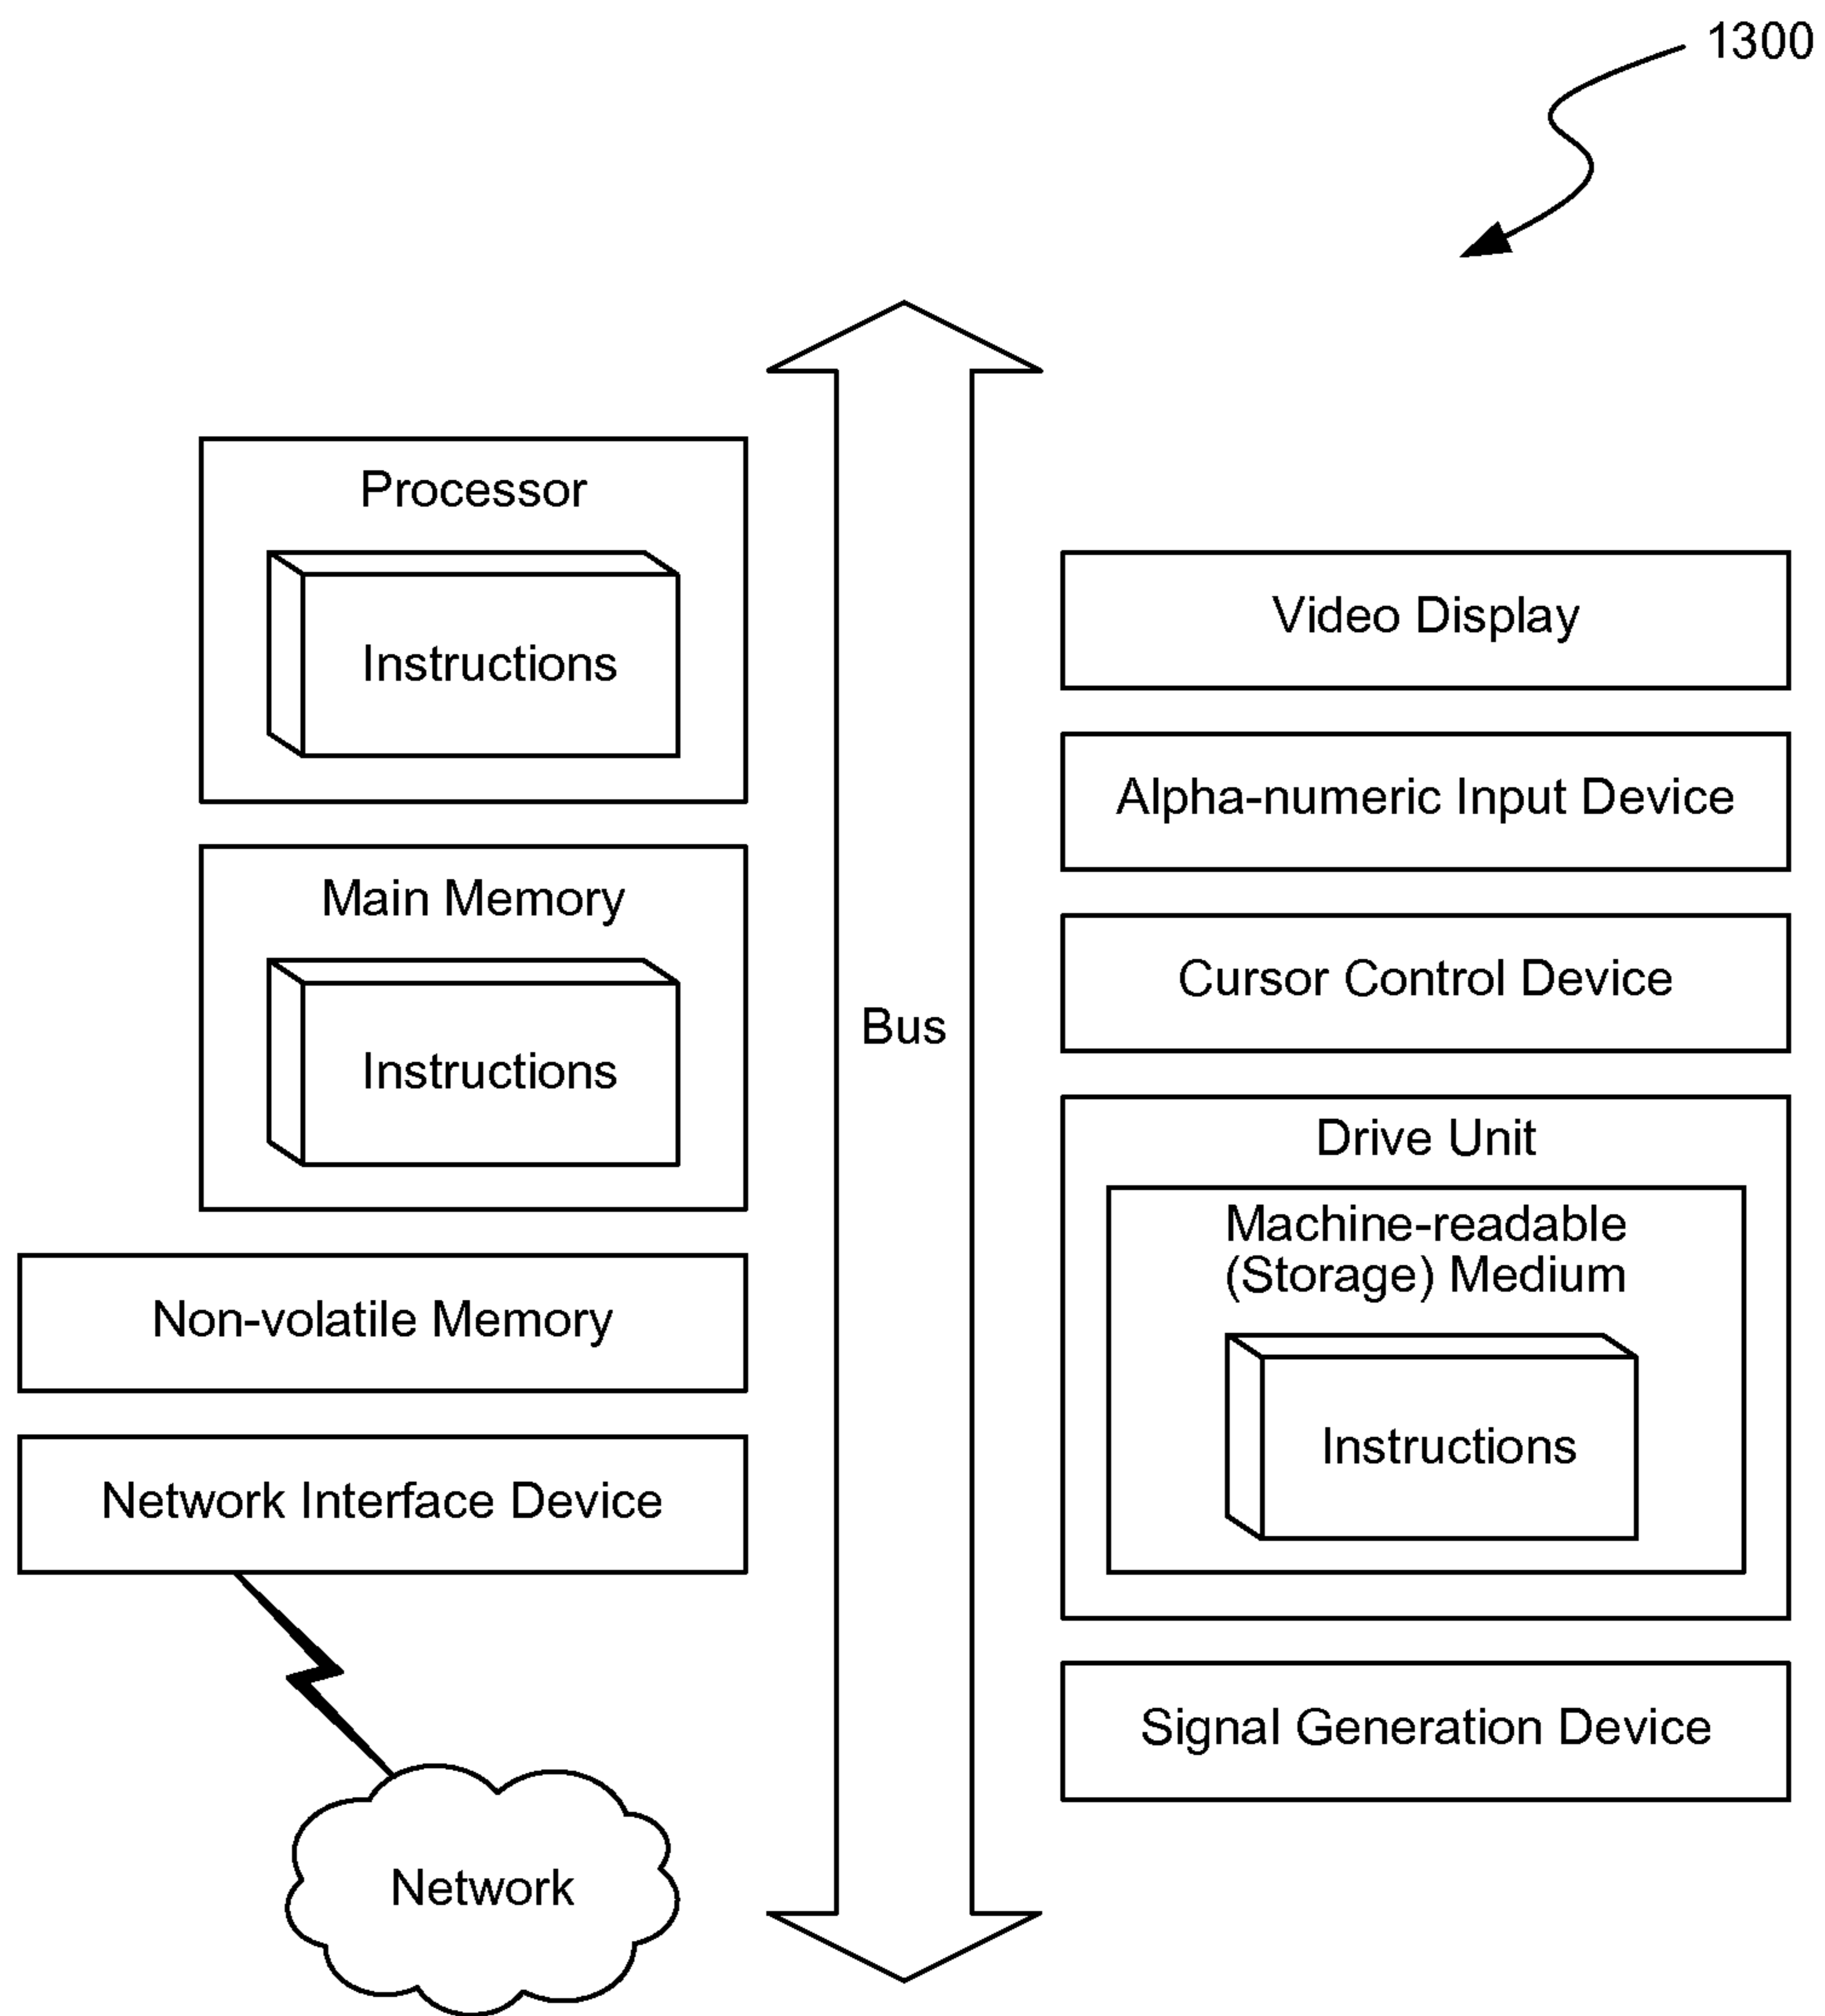 1300
Processor
Instructions
Main Memory
Instructions
Non-volatile Memory
Network Interface Device
Network
Bus
Video Display
Alpha-numeric Input Device
Cursor Control Device
Drive Unit
Machine-readable
(Storage) Medium
Instructions
Signal Generation Device